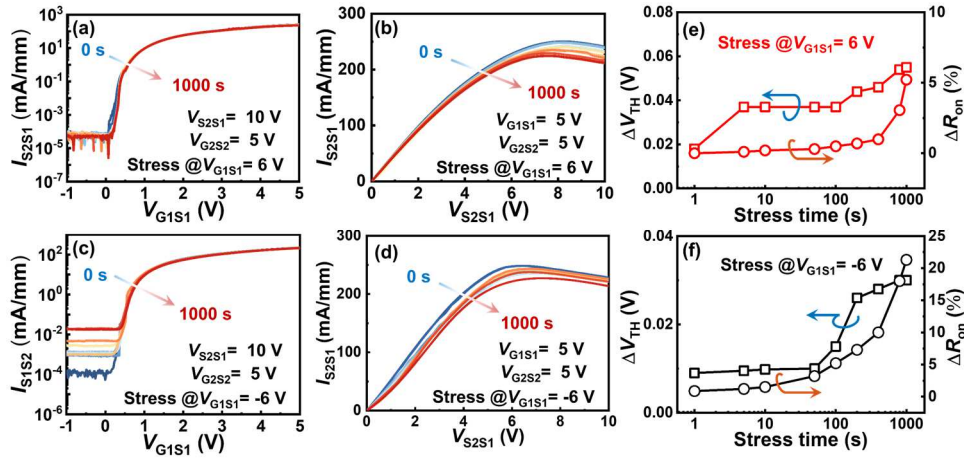 (a)
I_S2S1 (mA/mm)
10^3
10^1
10^-1
10^-3
10^-5
0 s
1000 s
V_S2S1= 10 V
V_G2S2= 5 V
Stress @V_G1S1= 6 V
-1 0 1 2 3 4 5
V_G1S1 (V)
(b)
I_S2S1 (mA/mm)
300
200
100
0
0 s
1000 s
V_G1S1= 5 V
V_G2S2= 5 V
Stress @V_G1S1= 6 V
0 2 4 6 8 10
V_S2S1 (V)
(e)
Stress @V_G1S1= 6 V
ΔV_TH (V)
0.08
0.06
0.04
0.02
0.00
10
5
0
ΔR_on (%)
1 10 100 1000
Stress time (s)
(c)
I_S1S2 (mA/mm)
10^2
10^0
10^-2
10^-4
10^-6
0 s
1000 s
V_S2S1= 10 V
V_G2S2= 5 V
Stress @V_G1S1= -6 V
-1 0 1 2 3 4 5
V_G1S1 (V)
(d)
I_S2S1 (mA/mm)
300
200
100
0
0 s
1000 s
V_G1S1= 5 V
V_G2S2= 5 V
Stress @V_G1S1= -6 V
0 2 4 6 8 10
V_S2S1 (V)
(f)
Stress @V_G1S1= -6 V
ΔV_TH (V)
0.04
0.02
0.00
25
20
15
10
5
0
ΔR_on (%)
1 10 100 1000
Stress time (s)